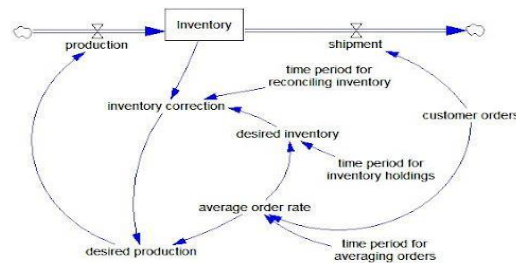 Inventory
production
shipment
time period for
reconciling inventory
inventory correction
customer orders
desired inventory
time period for
inventory holdings
average order rate
time period for
averaging orders
desired production